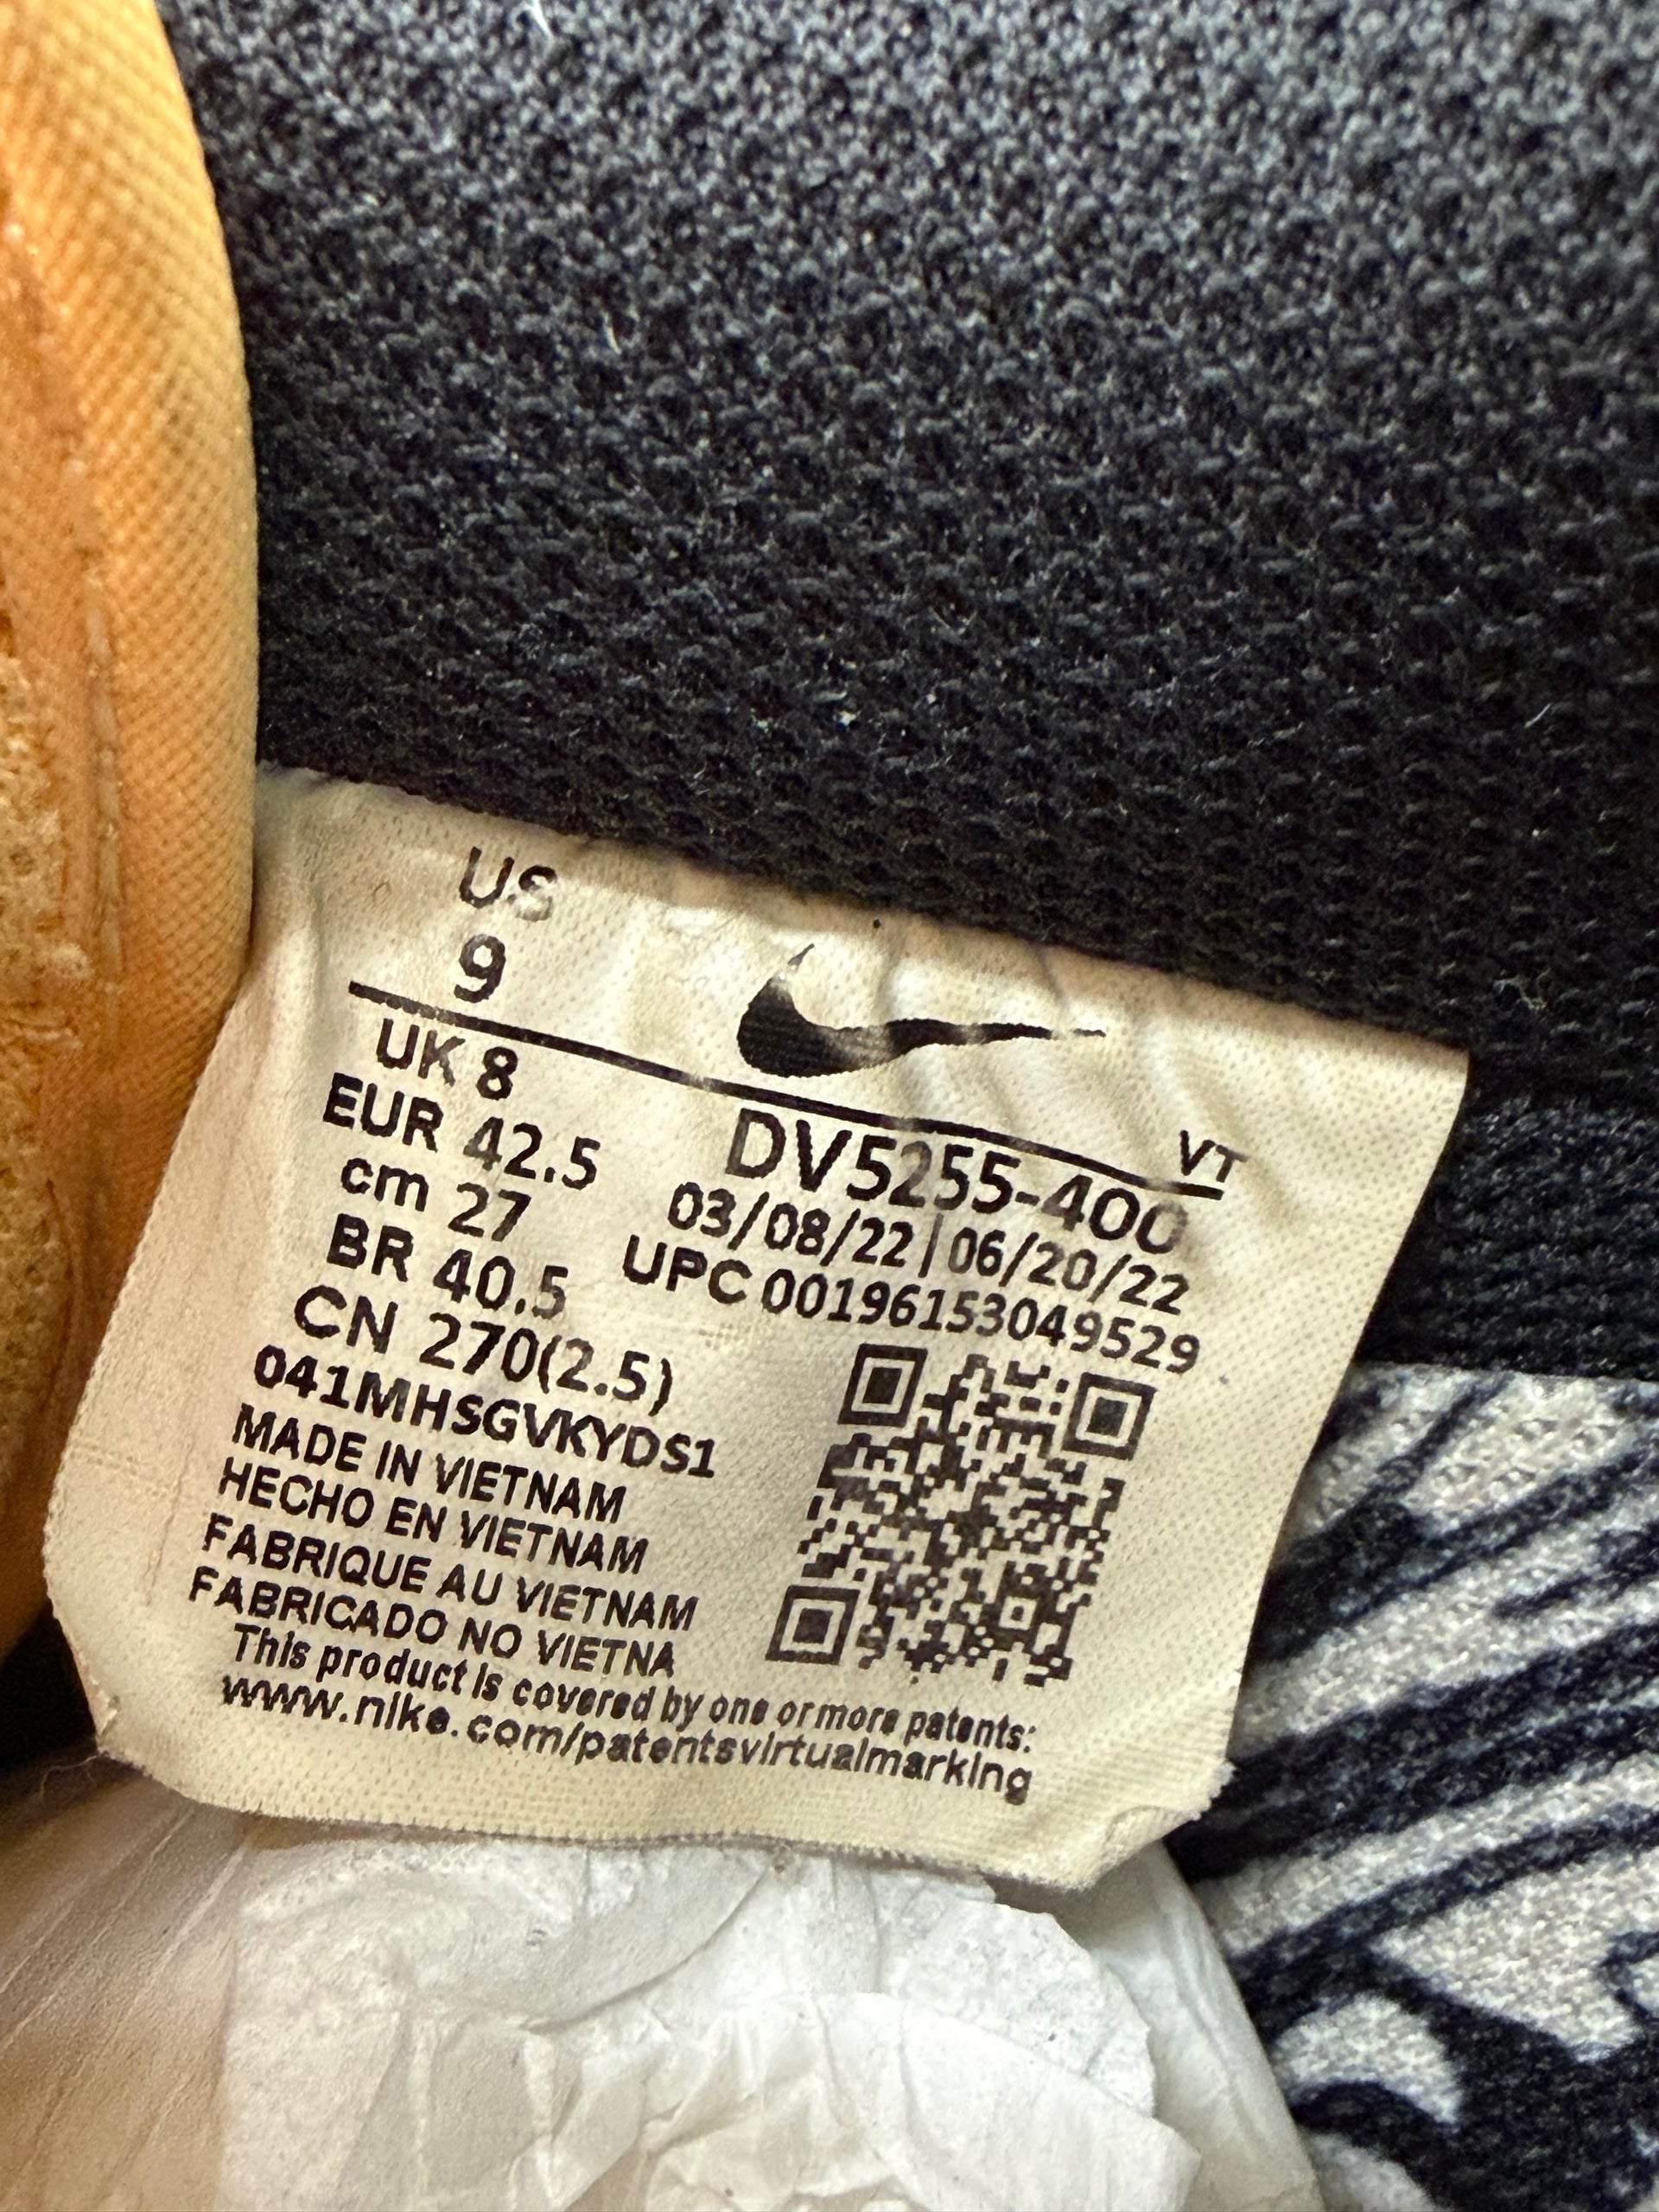 US
9
UK 8
EUR 42.5
cm 27
BR 40.5
CN 270(2.5)
041MHSGVKYDS1
VT
DV5255-400
03/08/22|06/20/22
UPC 00196153049529
MADE IN VIETNAM
HECHO EN VIETNAM
FABRIQUE AU VIETNAM
FABRICADO NO VIETNA
This product is covered by one or more patents:
www.nike.com/patentsvirtualmarking